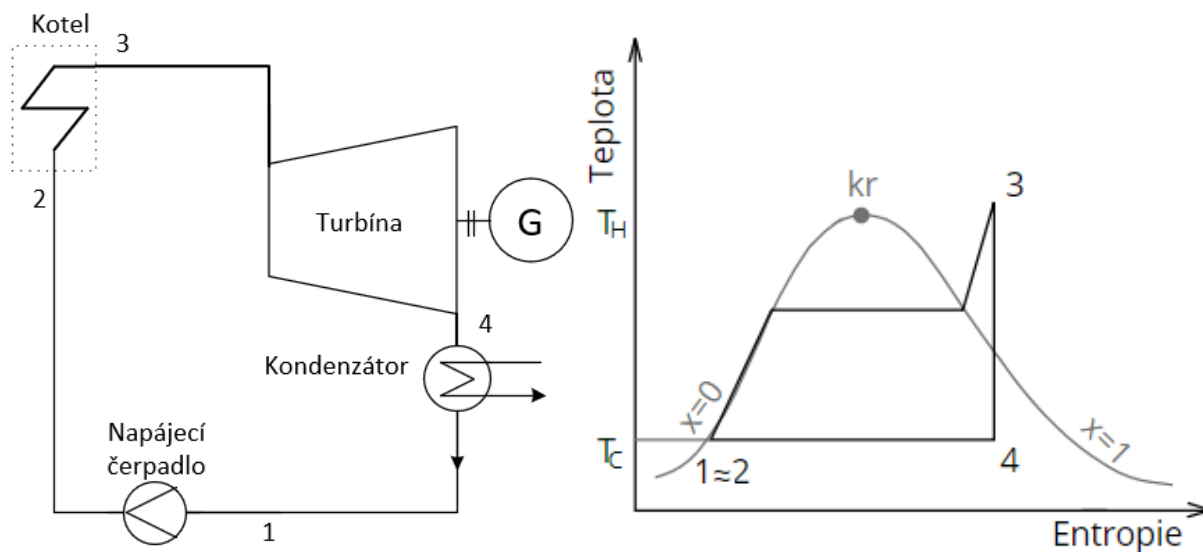 Kotel
3
2
Turbína
G
4
Kondenzátor
Napájecí
čerpadlo
1
Teplota
T_H
T_C
kr
3
x=0
x=1
1≈2
4
Entropie